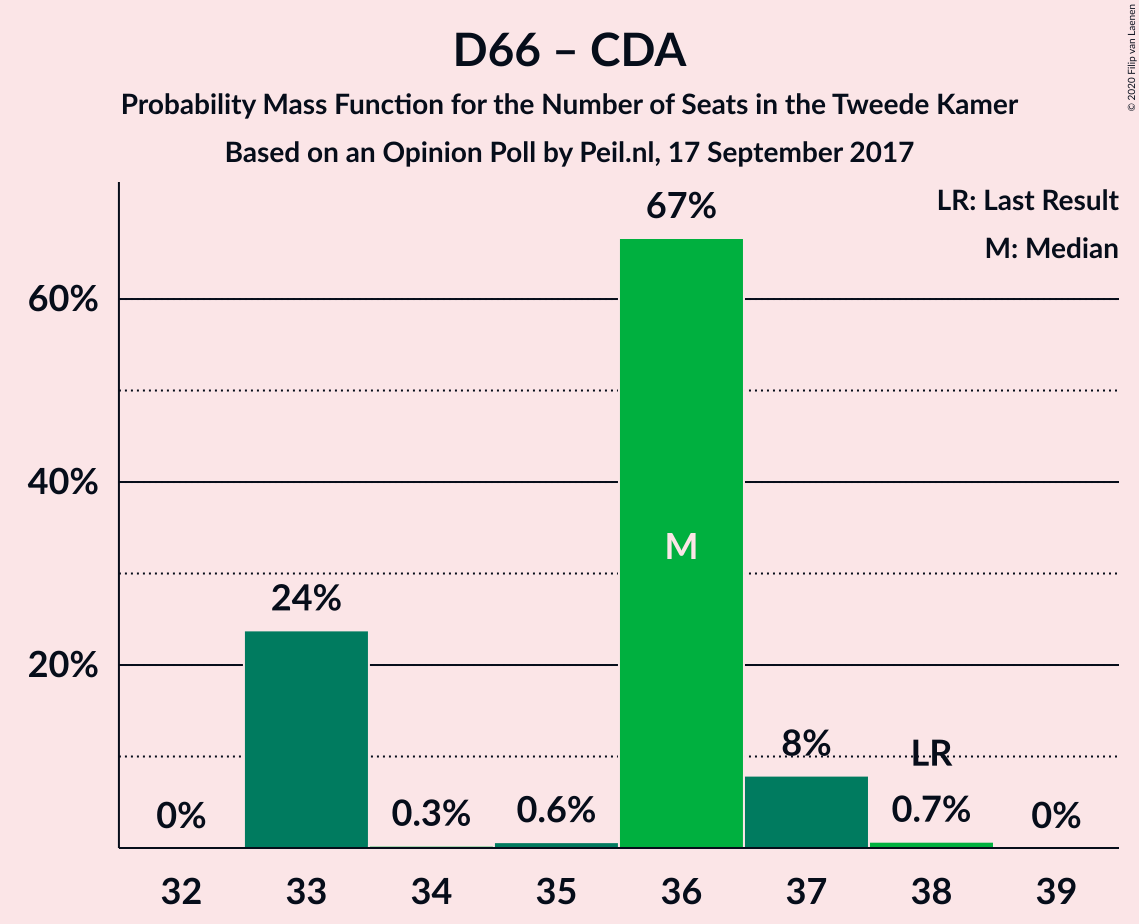 D66 – CDA
Probability Mass Function for the Number of Seats in the Tweede Kamer
Based on an Opinion Poll by Peil.nl, 17 September 2017
© 2020 Filip van Laenen
LR: Last Result
M: Median
60%
40%
20%
0%
24%
0.3%
0.6%
67%
M
8%
LR
0.7%
0%
32 33 34 35 36 37 38 39